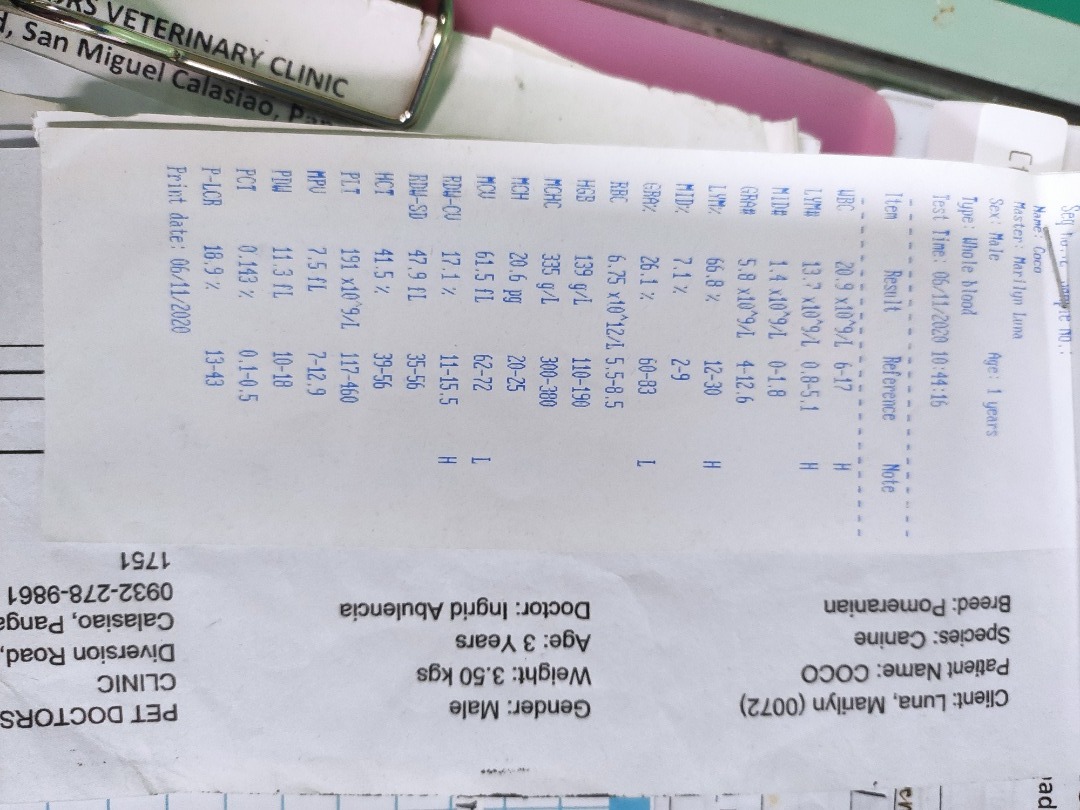 RS VETERINARY CLINIC
d, San Miguel Calasiao, Pa
Name: Coco
Master: Marilyn Luna
Sex: Male Age: 1 years
Type: Whole blood
Test Time: 06/11/2020 10:44:16
Item Result Reference Note
WBC 20.9 x10^9/L 6-17 H
LYM# 13.7 x10^9/L 0.8-5.1 H
MID# 1.4 x10^9/L 0-1.8
GRA# 5.8 x10^9/L 4-12.6
LYM% 66.8 % 12-30 H
MID% 7.1 % 2-9
GRA% 26.1 % 60-83 L
RBC 6.75 x10^12/L 5.5-8.5
HGB 139 g/L 110-190
MCHC 335 g/L 300-380
MCH 20.6 pg 20-25
MCV 61.5 fL 62-72 L
RDW-CV 17.1 % 11-15.5 H
RDW-SD 47.9 fL 35-56
HCT 41.5 % 39-56
PLT 191 x10^9/L 117-460
MPV 7.5 fL 7-12.9
PDW 11.3 fL 10-18
PCT 0.143 % 0.1-0.5
P-LCR 18.9 % 13-43
Print date: 06/11/2020
PET DOCTORS
CLINIC
Diversion Road,
Calasiao, Panga
0932-278-9861
1751
Gender: Male
Weight: 3.50 kgs
Age: 3 Years
Doctor: Ingrid Abulencia
Client: Luna, Marilyn (0072)
Patient Name: COCO
Species: Canine
Breed: Pomeranian
ad